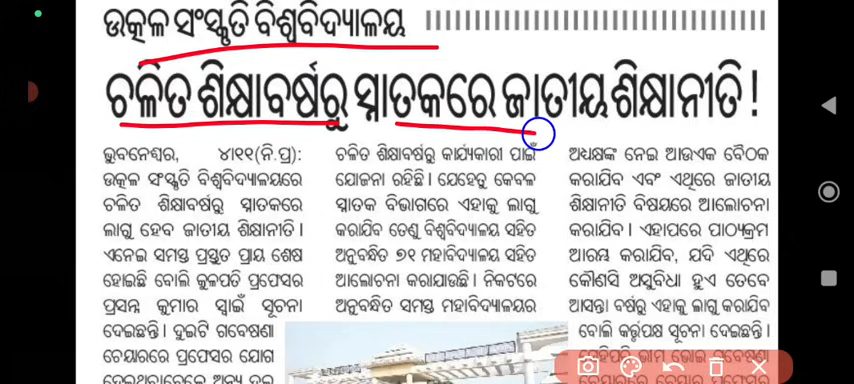 ଉତ୍କଳ ସଂସ୍କୃତି ବିଶ୍ୱବିଦ୍ୟାଳୟ
ଚଳିତ ଶିକ୍ଷାବର୍ଷରୁ ସ୍ନାତକରେ ଜାତୀୟ ଶିକ୍ଷାନୀତି !
ଭୁବନେଶ୍ୱର, ୪।୧୧(ନି.ପ୍ର):
ଉତ୍କଳ ସଂସ୍କୃତି ବିଶ୍ୱବିଦ୍ୟାଳୟରେ
ଚଳିତ ଶିକ୍ଷାବର୍ଷରୁ ସ୍ନାତକରେ
ଲାଗୁ ହେବ ଜାତୀୟ ଶିକ୍ଷାନୀତି।
ଏନେଇ ସମସ୍ତ ପ୍ରସ୍ତୁତ ପ୍ରାୟ ଶେଷ
ହୋଇଛି ବୋଲି କୁଳପତି ପ୍ରଫେସର
ପ୍ରସନ୍ନ କୁମାର ସ୍ୱାଇଁ ସୂଚନା
ଦେଇଛନ୍ତି। ଦୁଇଟି ଗବେଷଣା
ଚେୟାରରେ ପ୍ରଫେସର ଯୋଗ
ଚଳିତ ଶିକ୍ଷାବର୍ଷରୁ କାର୍ଯ୍ୟକାରୀ ପାଇଁ
ଯୋଜନା ରହିଛି। ଯେହେତୁ କେବଳ
ସ୍ନାତକ ବିଭାଗରେ ଏହାକୁ ଲାଗୁ
କରାଯିବ ତେଣୁ ବିଶ୍ୱବିଦ୍ୟାଳୟ ସହିତ
ଅନୁବନ୍ଧିତ ୭୧ ମହାବିଦ୍ୟାଳୟ ସହିତ
ଆଲୋଚନା କରାଯାଉଛି। ନିକଟରେ
ଅନୁବନ୍ଧିତ ସମସ୍ତ ମହାବିଦ୍ୟାଳୟର
ଅଧ୍ୟକ୍ଷଙ୍କ ନେଇ ଆଉଏକ ବୈଠକ
କରାଯିବ ଏବଂ ଏଥିରେ ଜାତୀୟ
ଶିକ୍ଷାନୀତି ବିଷୟରେ ଆଲୋଚନା
କରାଯିବ। ଏହାପରେ ପାଠ୍ୟକ୍ରମ
ଆରମ୍ଭ କରାଯିବ, ଯଦି ଏଥିରେ
କୌଣସି ଅସୁବିଧା ହୁଏ ତେବେ
ଆସନ୍ତା ବର୍ଷରୁ ଏହାକୁ ଲାଗୁ କରାଯିବ
ବୋଲି କର୍ତ୍ତୃପକ୍ଷ ସୂଚନା ଦେଇଛନ୍ତି।